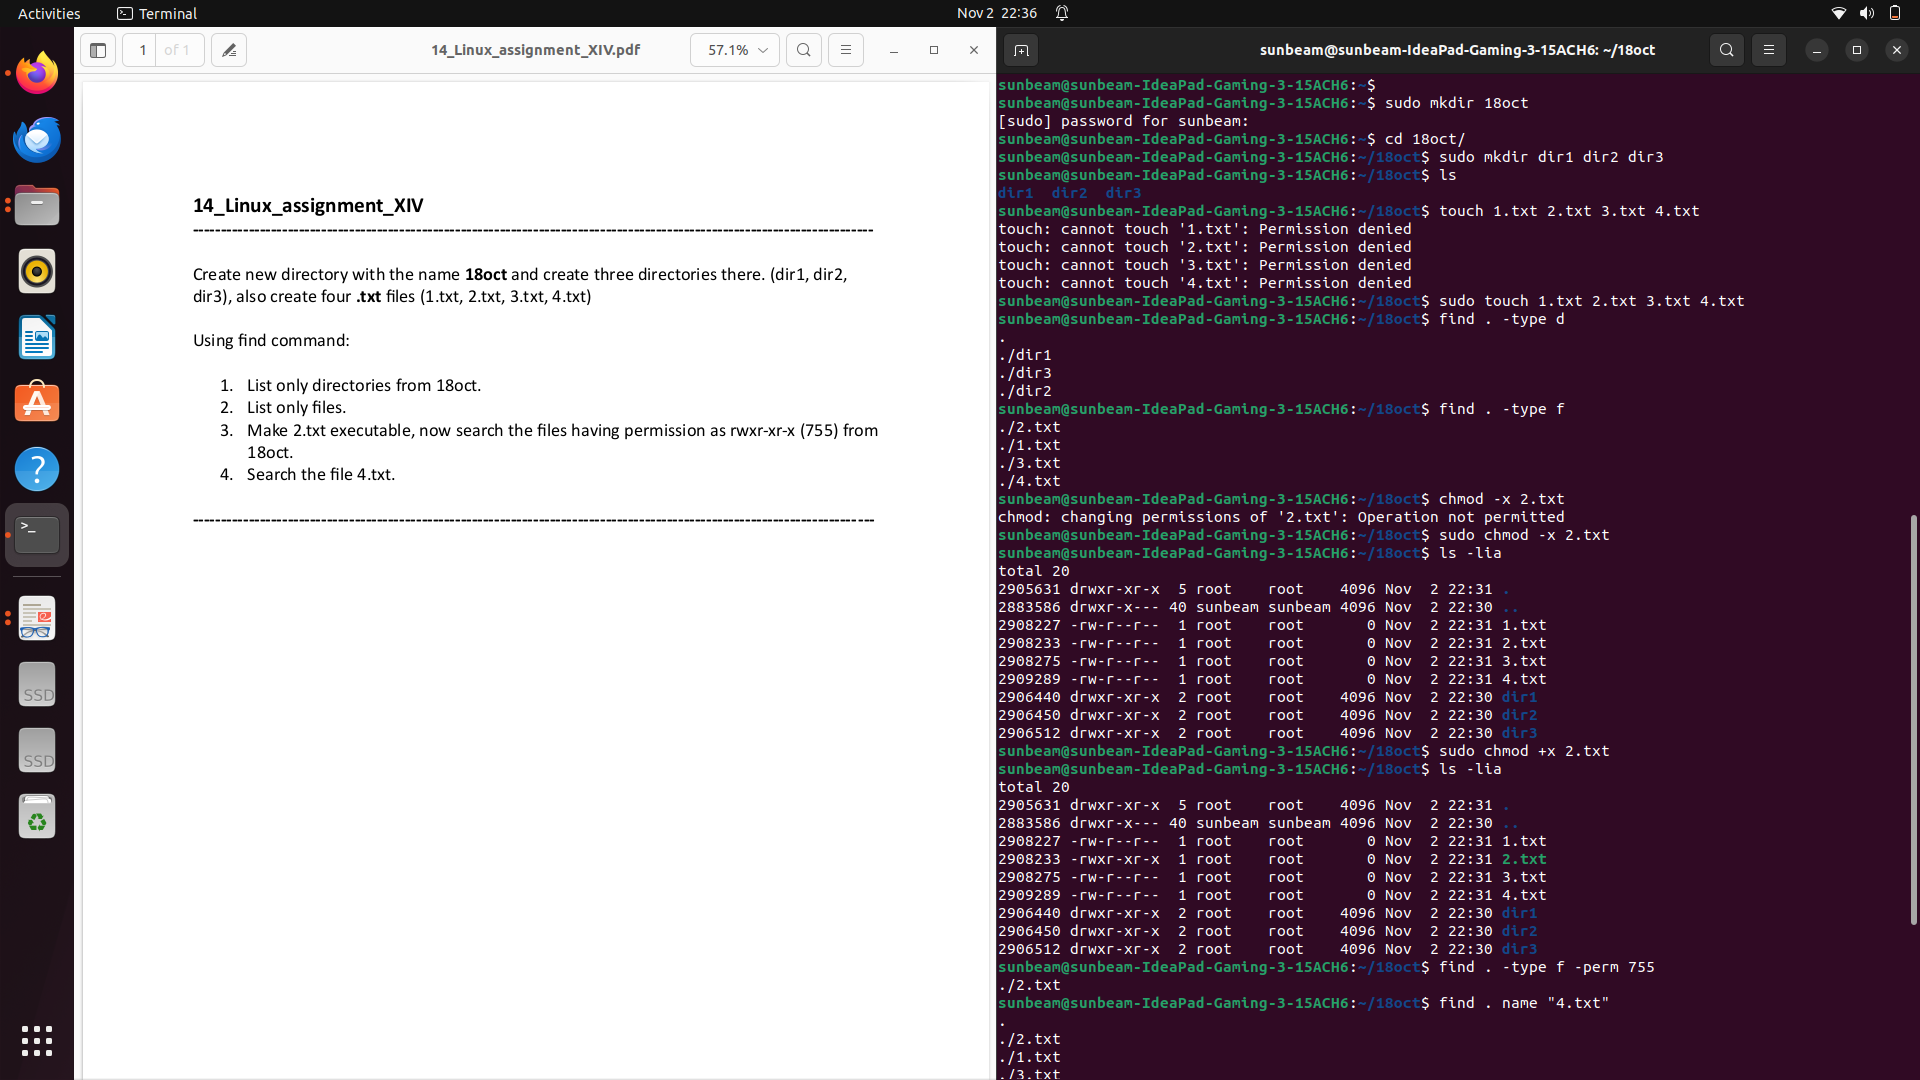 Activities
Terminal
Nov 2 22:36
1 of 1
14_Linux_assignment_XIV.pdf
57.1%
14_Linux_assignment_XIV
--------------------------------------------------------------------------------------------------------------------------
Create new directory with the name 18oct and create three directories there. (dir1, dir2,
dir3), also create four .txt files (1.txt, 2.txt, 3.txt, 4.txt)
Using find command:
1. List only directories from 18oct.
2. List only files.
3. Make 2.txt executable, now search the files having permission as rwxr-xr-x (755) from
18oct.
4. Search the file 4.txt.
--------------------------------------------------------------------------------------------------------------------------
SSD
SSD
sunbeam@sunbeam-IdeaPad-Gaming-3-15ACH6: ~/18oct
sunbeam@sunbeam-IdeaPad-Gaming-3-15ACH6:~$
sunbeam@sunbeam-IdeaPad-Gaming-3-15ACH6:~$ sudo mkdir 18oct
[sudo] password for sunbeam:
sunbeam@sunbeam-IdeaPad-Gaming-3-15ACH6:~$ cd 18oct/
sunbeam@sunbeam-IdeaPad-Gaming-3-15ACH6:~/18oct$ sudo mkdir dir1 dir2 dir3
sunbeam@sunbeam-IdeaPad-Gaming-3-15ACH6:~/18oct$ ls
dir1  dir2  dir3
sunbeam@sunbeam-IdeaPad-Gaming-3-15ACH6:~/18oct$ touch 1.txt 2.txt 3.txt 4.txt
touch: cannot touch '1.txt': Permission denied
touch: cannot touch '2.txt': Permission denied
touch: cannot touch '3.txt': Permission denied
touch: cannot touch '4.txt': Permission denied
sunbeam@sunbeam-IdeaPad-Gaming-3-15ACH6:~/18oct$ sudo touch 1.txt 2.txt 3.txt 4.txt
sunbeam@sunbeam-IdeaPad-Gaming-3-15ACH6:~/18oct$ find . -type d
.
./dir1
./dir3
./dir2
sunbeam@sunbeam-IdeaPad-Gaming-3-15ACH6:~/18oct$ find . -type f
./2.txt
./1.txt
./3.txt
./4.txt
sunbeam@sunbeam-IdeaPad-Gaming-3-15ACH6:~/18oct$ chmod -x 2.txt
chmod: changing permissions of '2.txt': Operation not permitted
sunbeam@sunbeam-IdeaPad-Gaming-3-15ACH6:~/18oct$ sudo chmod -x 2.txt
sunbeam@sunbeam-IdeaPad-Gaming-3-15ACH6:~/18oct$ ls -lia
total 20
2905631 drwxr-xr-x  5 root    root    4096 Nov  2 22:31 .
2883586 drwxr-x--- 40 sunbeam sunbeam 4096 Nov  2 22:30 ..
2908227 -rw-r--r--  1 root    root       0 Nov  2 22:31 1.txt
2908233 -rw-r--r--  1 root    root       0 Nov  2 22:31 2.txt
2908275 -rw-r--r--  1 root    root       0 Nov  2 22:31 3.txt
2909289 -rw-r--r--  1 root    root       0 Nov  2 22:31 4.txt
2906440 drwxr-xr-x  2 root    root    4096 Nov  2 22:30 dir1
2906450 drwxr-xr-x  2 root    root    4096 Nov  2 22:30 dir2
2906512 drwxr-xr-x  2 root    root    4096 Nov  2 22:30 dir3
sunbeam@sunbeam-IdeaPad-Gaming-3-15ACH6:~/18oct$ sudo chmod +x 2.txt
sunbeam@sunbeam-IdeaPad-Gaming-3-15ACH6:~/18oct$ ls -lia
total 20
2905631 drwxr-xr-x  5 root    root    4096 Nov  2 22:31 .
2883586 drwxr-x--- 40 sunbeam sunbeam 4096 Nov  2 22:30 ..
2908227 -rw-r--r--  1 root    root       0 Nov  2 22:31 1.txt
2908233 -rwxr-xr-x  1 root    root       0 Nov  2 22:31 2.txt
2908275 -rw-r--r--  1 root    root       0 Nov  2 22:31 3.txt
2909289 -rw-r--r--  1 root    root       0 Nov  2 22:31 4.txt
2906440 drwxr-xr-x  2 root    root    4096 Nov  2 22:30 dir1
2906450 drwxr-xr-x  2 root    root    4096 Nov  2 22:30 dir2
2906512 drwxr-xr-x  2 root    root    4096 Nov  2 22:30 dir3
sunbeam@sunbeam-IdeaPad-Gaming-3-15ACH6:~/18oct$ find . -type f -perm 755
./2.txt
sunbeam@sunbeam-IdeaPad-Gaming-3-15ACH6:~/18oct$ find . name "4.txt"
.
./2.txt
./1.txt
./3.txt